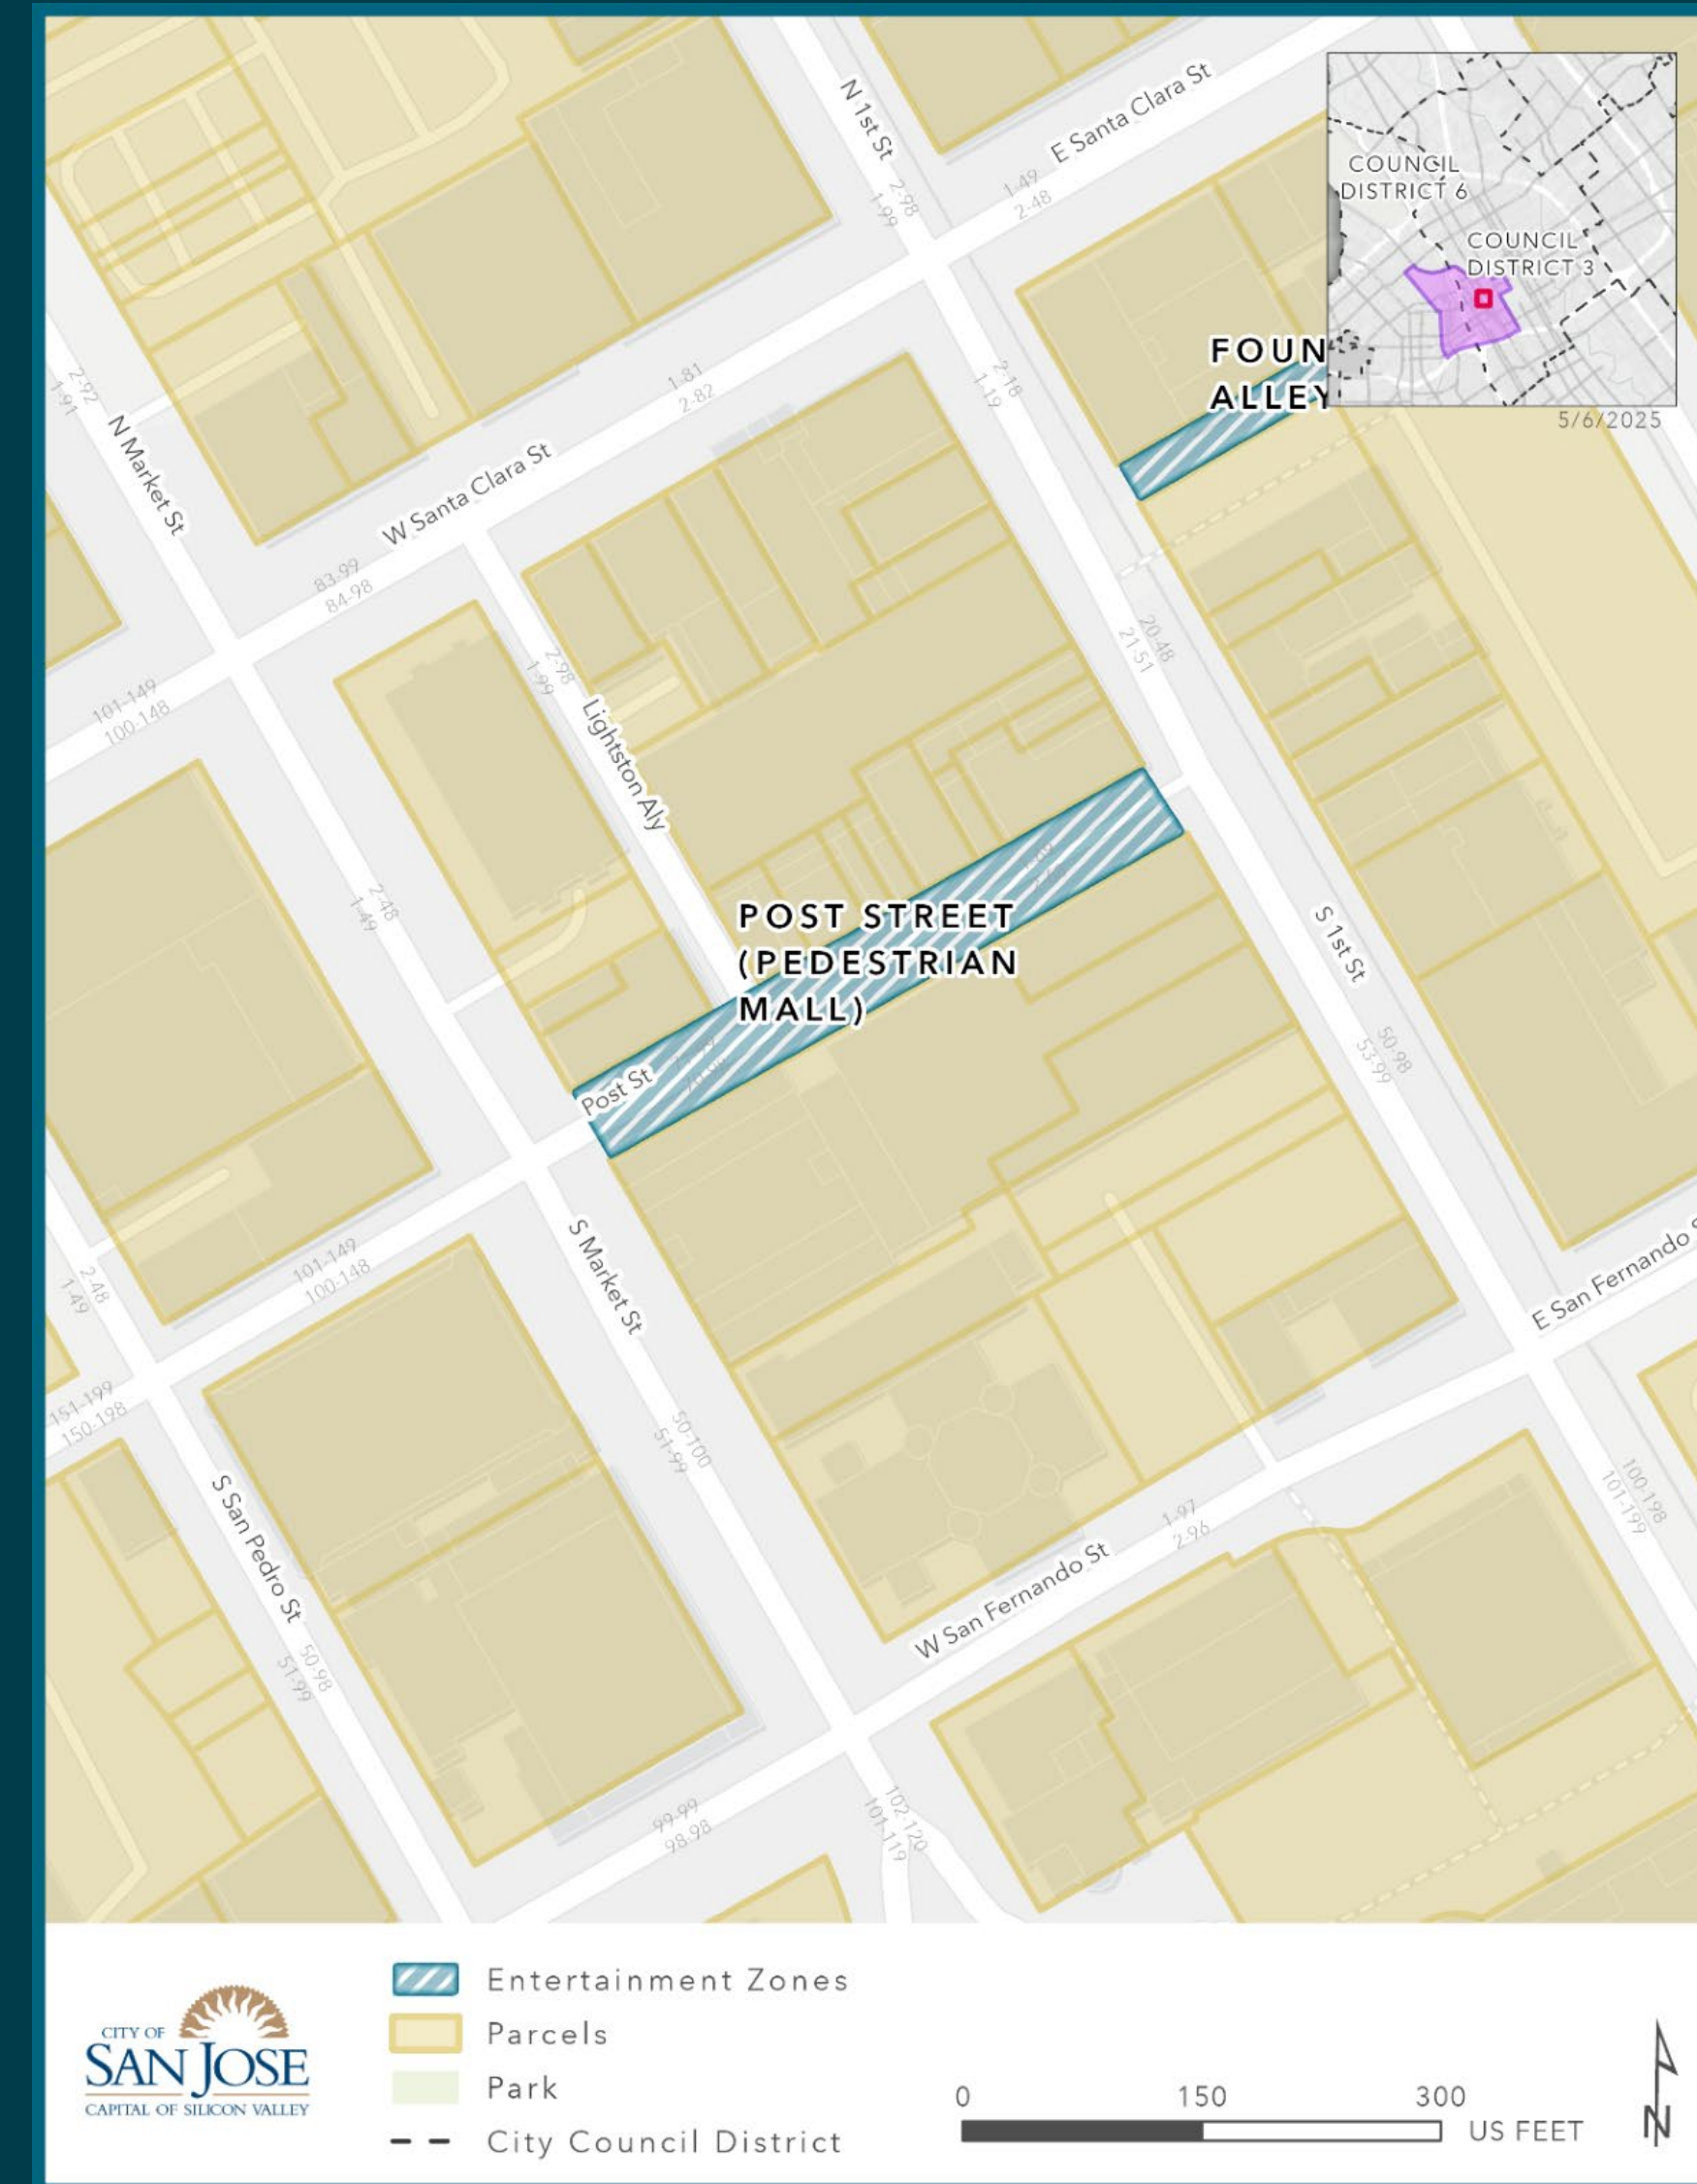 N 1st St
E Santa Clara St
2-98
1-99
1-49
2-48
COUNCIL
DISTRICT 6
COUNCIL
DISTRICT 3
5/6/2025
FOUN
ALLEY
2-92
1-91
N Market St
1-81
2-82
2-18
1-19
W Santa Clara St
83-99
84-98
101-149
100-148
2-98
1-99
Lightston Aly
20-48
21-51
2-48
1-49
POST STREET
(PEDESTRIAN
MALL)
Post St
S 1st St
50-98
53-99
S Market St
101-149
100-148
2-48
1-49
E San Fernando S
151-199
150-198
50-100
51-99
S San Pedro St
50-98
51-99
1-97
2-96
W San Fernando St
100-198
101-199
99-99
98-98
102-120
101-119
CITY OF
SAN JOSE
CAPITAL OF SILICON VALLEY
Entertainment Zones
Parcels
Park
City Council District
0 150 300
US FEET
N